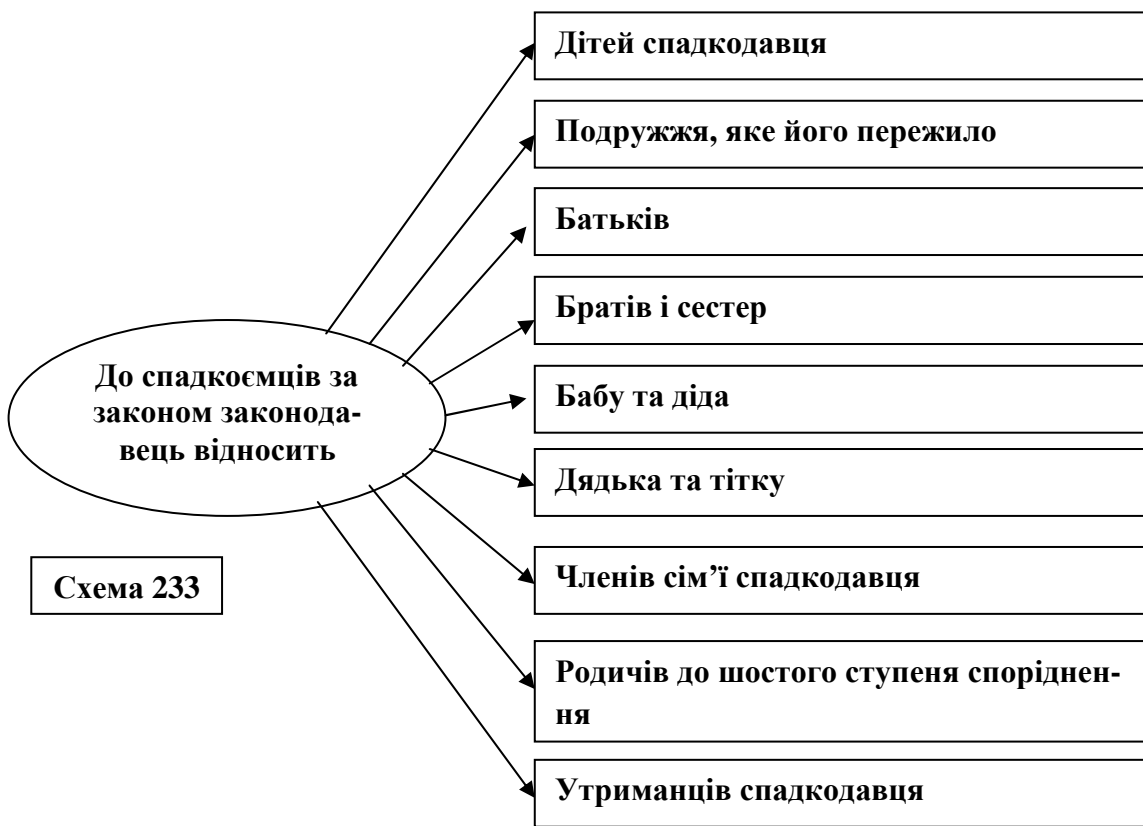 Дітей спадкодавця
Подружжя, яке його пережило
Батьків
Братів і сестер
До спадкоємців за
законом законода-
вець відносить
Бабу та діда
Дядька та тітку
Членів сім’ї спадкодавця
Схема 233
Родичів до шостого ступеня споріднен-
ня
Утриманців спадкодавця